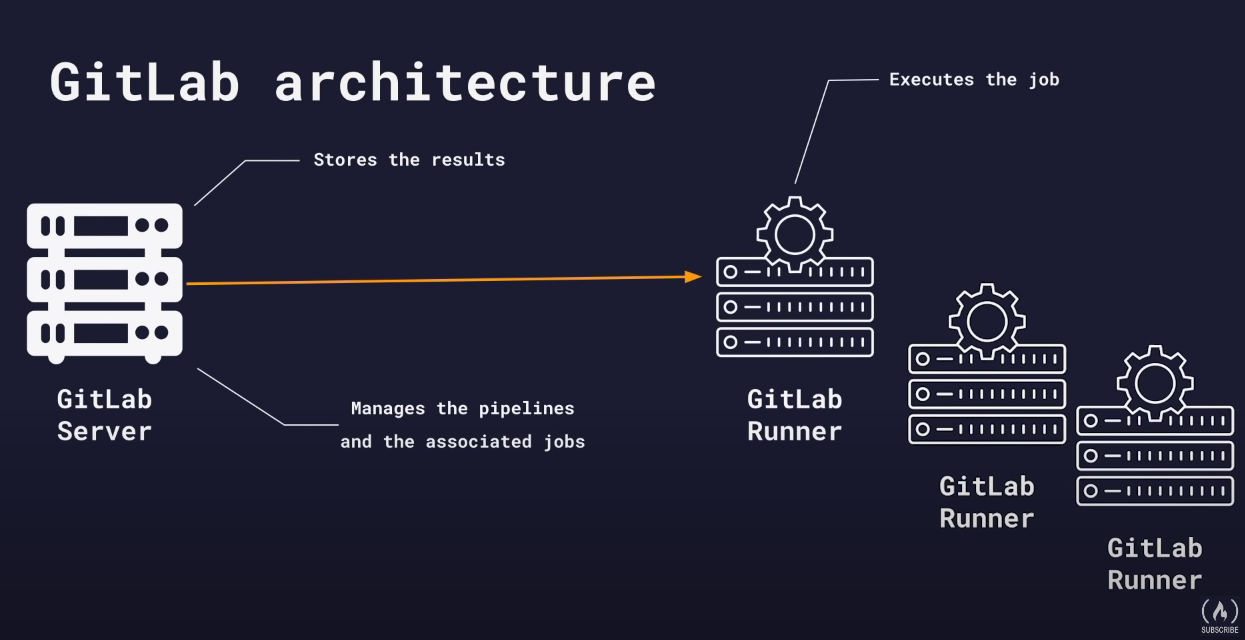 GitLab architecture
Executes the job
Stores the results
GitLab
Server
Manages the pipelines
and the associated jobs
GitLab
Runner
GitLab
Runner
GitLab
Runner
SUBSCRIBE